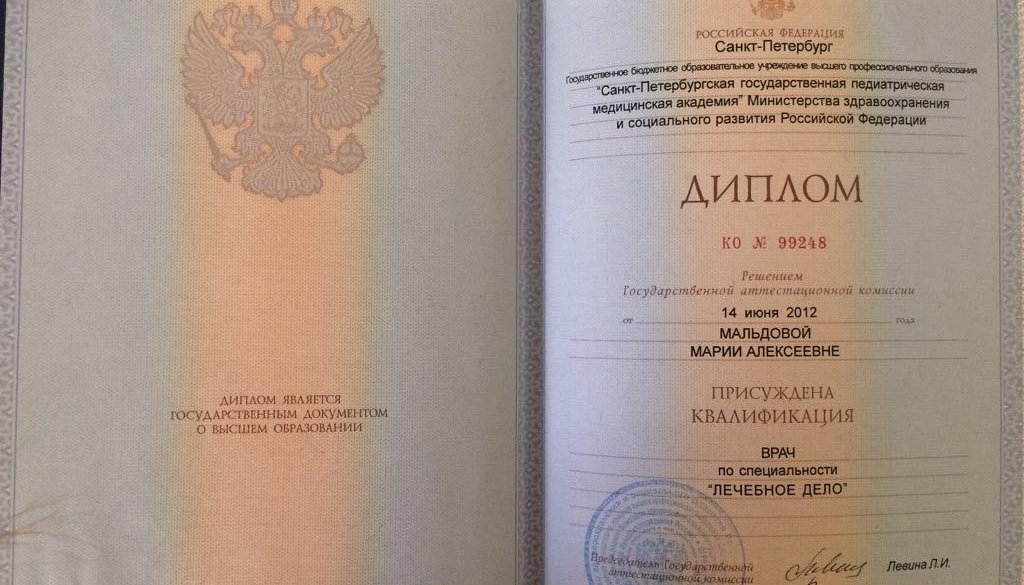 ДИПЛОМ ЯВЛЯЕТСЯ
ГОСУДАРСТВЕННЫМ ДОКУМЕНТОМ
О ВЫСШЕМ ОБРАЗОВАНИИ
РОССИЙСКАЯ ФЕДЕРАЦИЯ
Санкт-Петербург
Государственное бюджетное образовательное учреждение высшего профессионального образования
"Санкт-Петербургская государственная педиатрическая
медицинская академия" Министерства здравоохранения
и социального развития Российской Федерации
ДИПЛОМ
КО № 99248
Решением
Государственной аттестационной комиссии
от 14 июня 2012 года
МАЛЬДОВОЙ
МАРИИ АЛЕКСЕЕВНЕ
ПРИСУЖДЕНА
КВАЛИФИКАЦИЯ
ВРАЧ
по специальности
"ЛЕЧЕБНОЕ ДЕЛО"
Председатель Государственной
аттестационной комиссии
Левина Л.И.